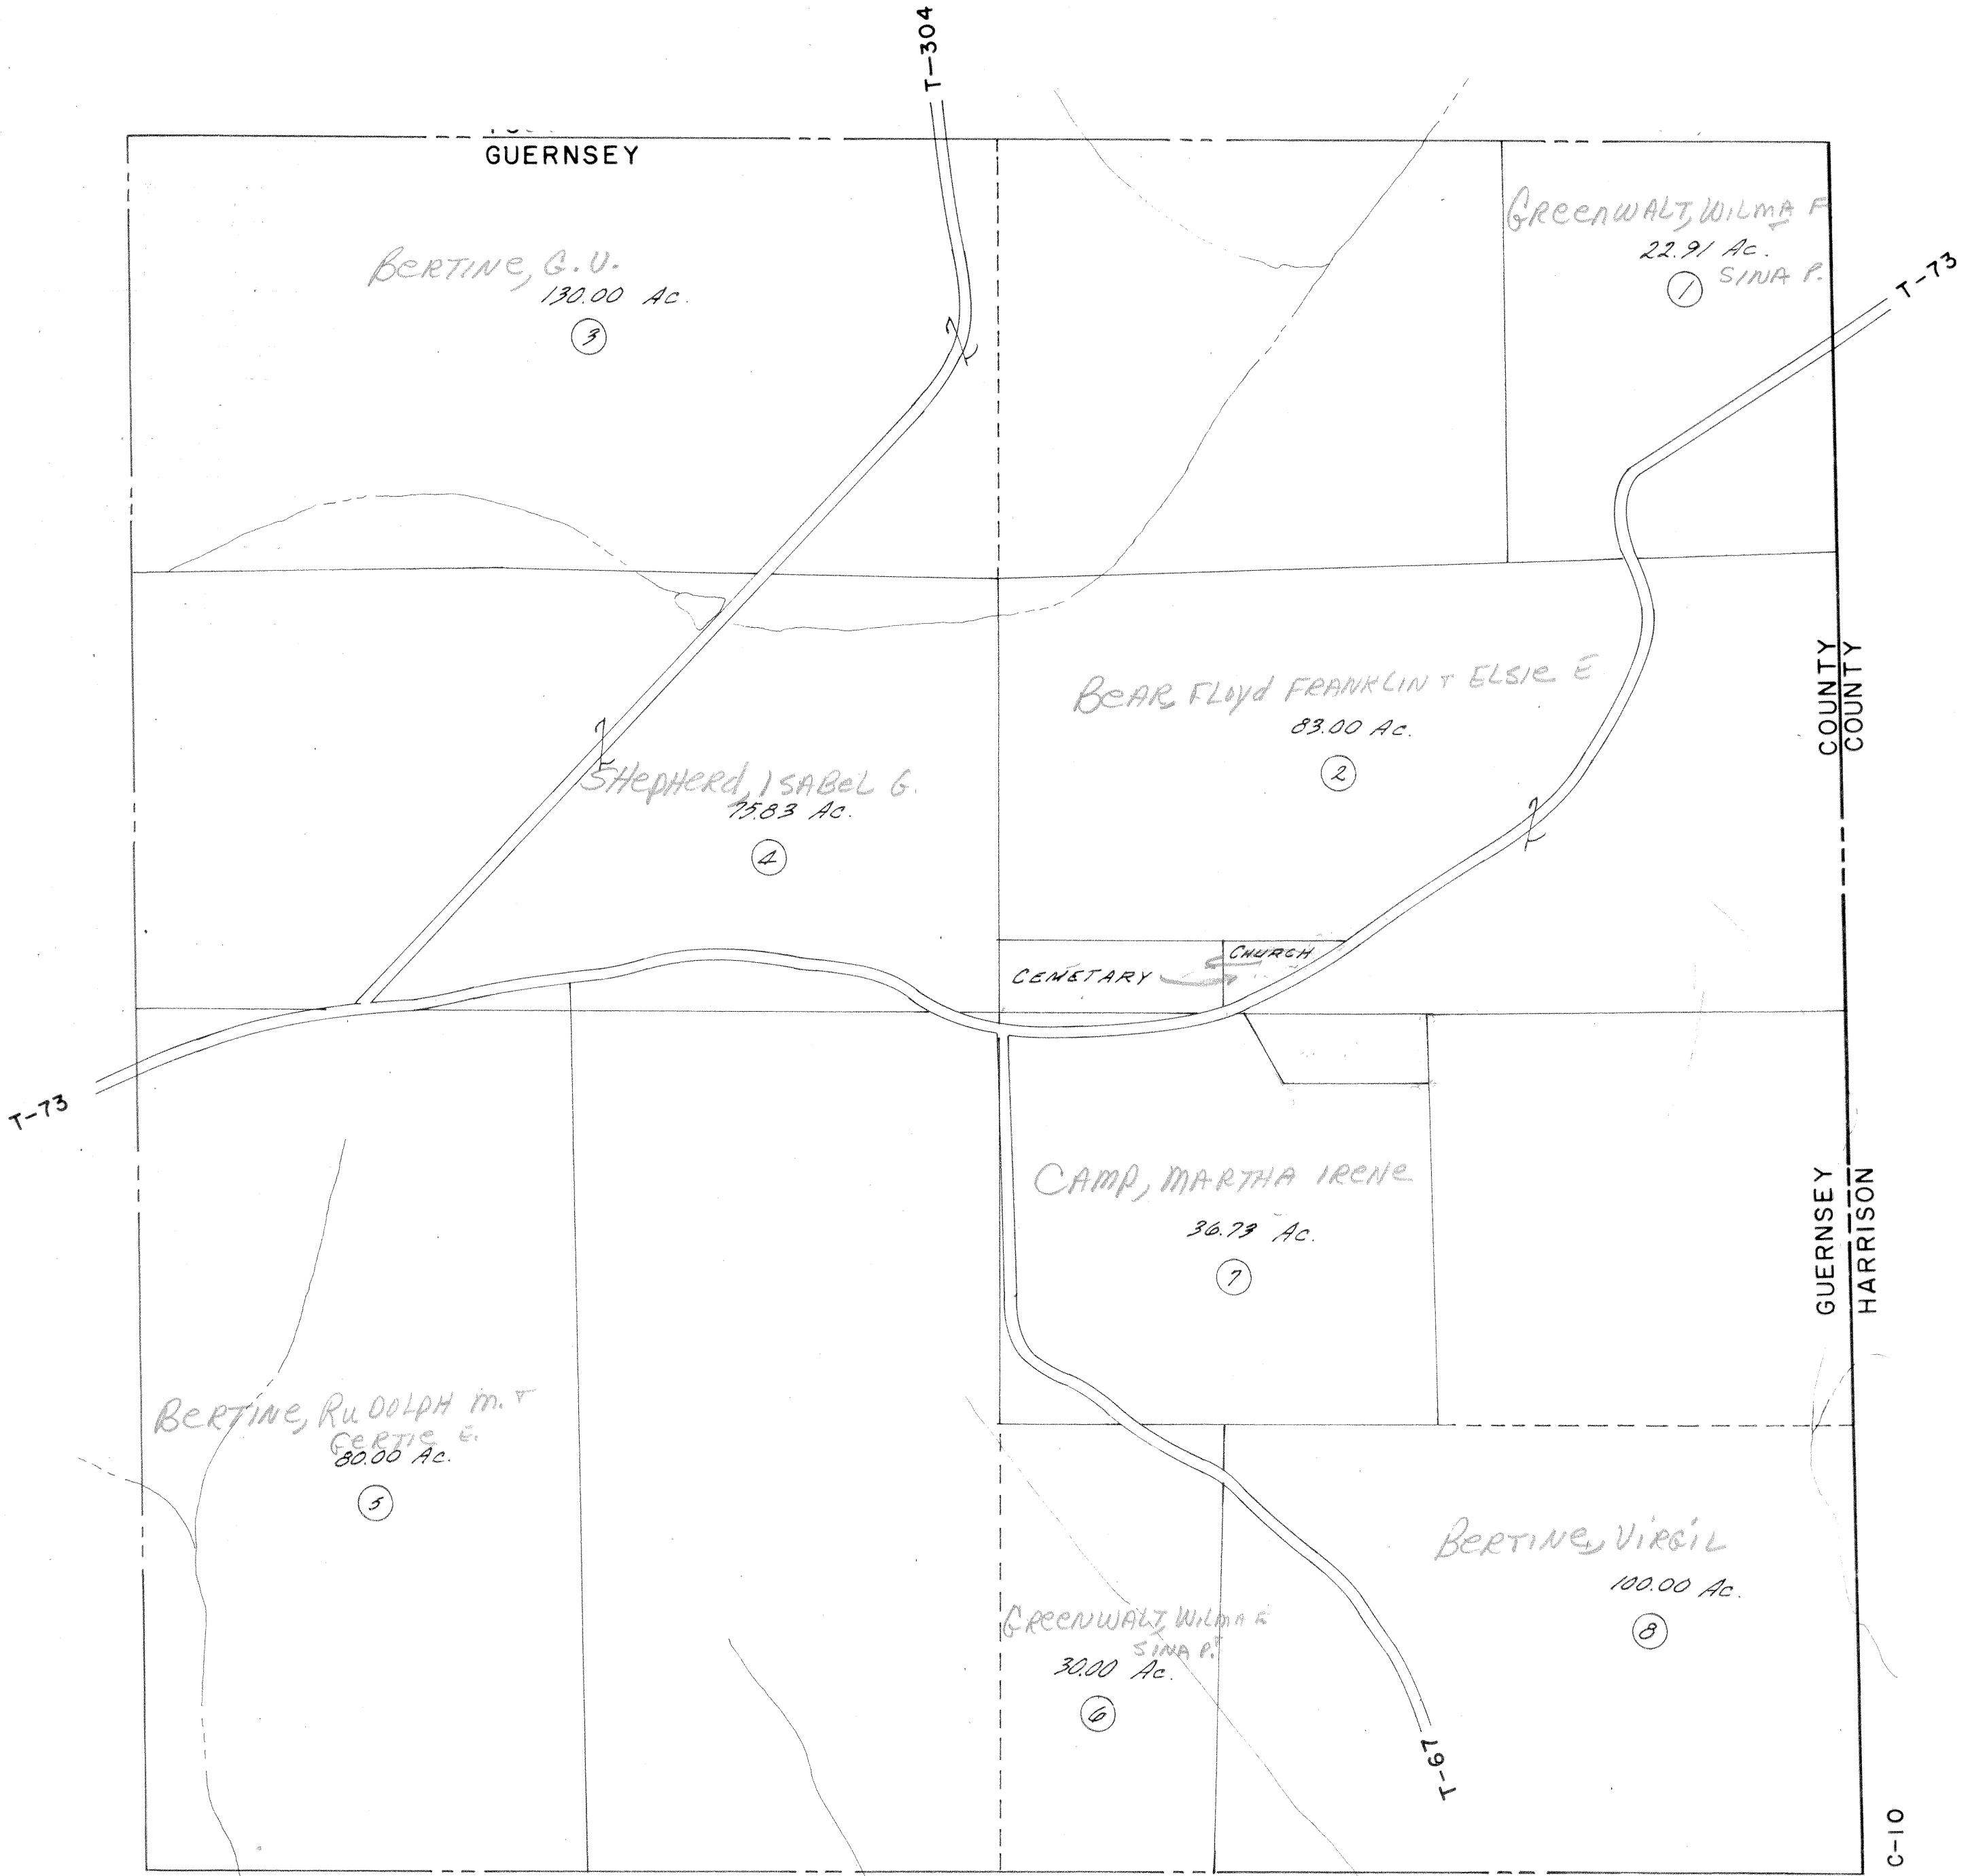 T-304
GUERNSEY
BERTINE, G.V.
130.00 Ac.
3
GREENWALT, WILMA F
22.91 Ac.
SINA P.
1
T-73
BEAR, FLOYD FRANKLIN + ELSIE E
83.00 Ac.
2
COUNTY
COUNTY
SHEPHERD, ISABEL G.
75.83 Ac.
4
CEMETARY
CHURCH
T-73
CAMP, MARTHA IRENE
36.73 Ac.
7
GUERNSEY
HARRISON
BERTINE, RUDOLPH M. +
GERTIE E.
80.00 Ac.
5
BERTINE, VIRGIL
100.00 Ac.
8
GREENWALT, WILMA F
SINA P. +
30.00 Ac.
6
T-67
C-10